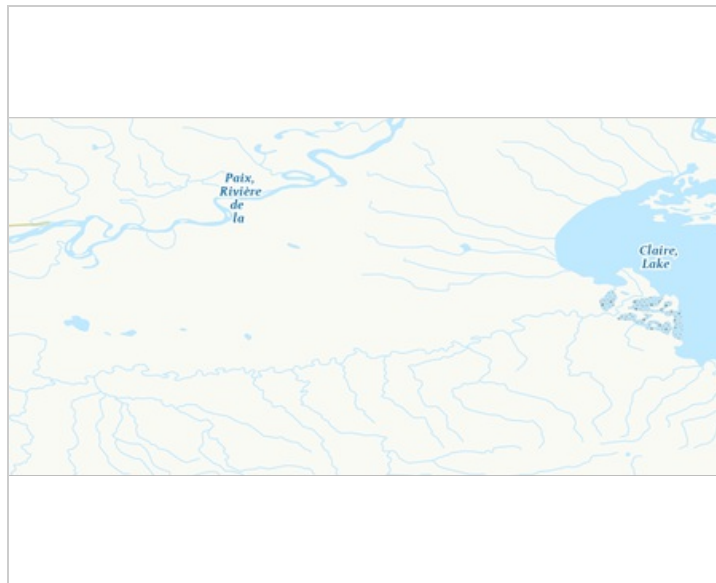 Paix,
Rivière
de
la
Claire,
Lake